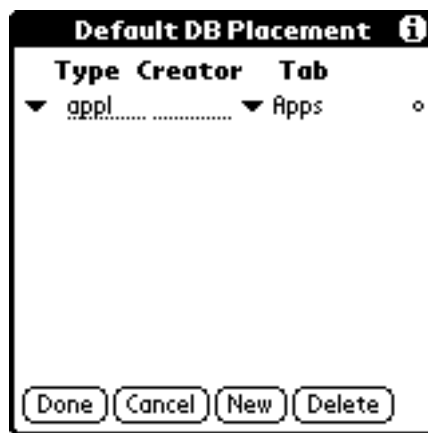 Default DB Placement i
Type Creator Tab
appl Apps
Done Cancel New Delete